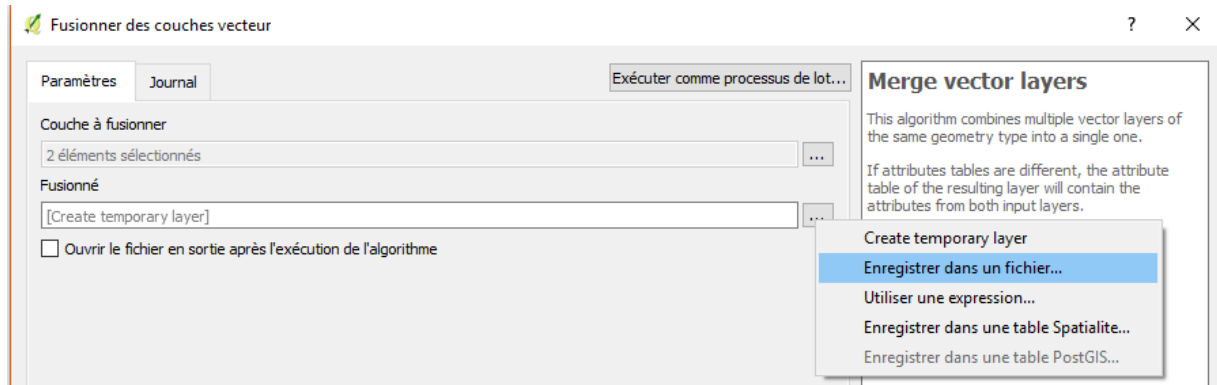 Fusionner des couches vecteur
?
Paramètres
Journal
Exécuter comme processus de lot...
Couche à fusionner
2 éléments sélectionnés
...
Fusionné
[Create temporary layer]
...
Ouvrir le fichier en sortie après l'exécution de l'algorithme
Merge vector layers
This algorithm combines multiple vector layers of
the same geometry type into a single one.
If attributes tables are different, the attribute
table of the resulting layer will contain the
attributes from both input layers.
Create temporary layer
Enregistrer dans un fichier...
Utiliser une expression...
Enregistrer dans une table Spatialite...
Enregistrer dans une table PostGIS...